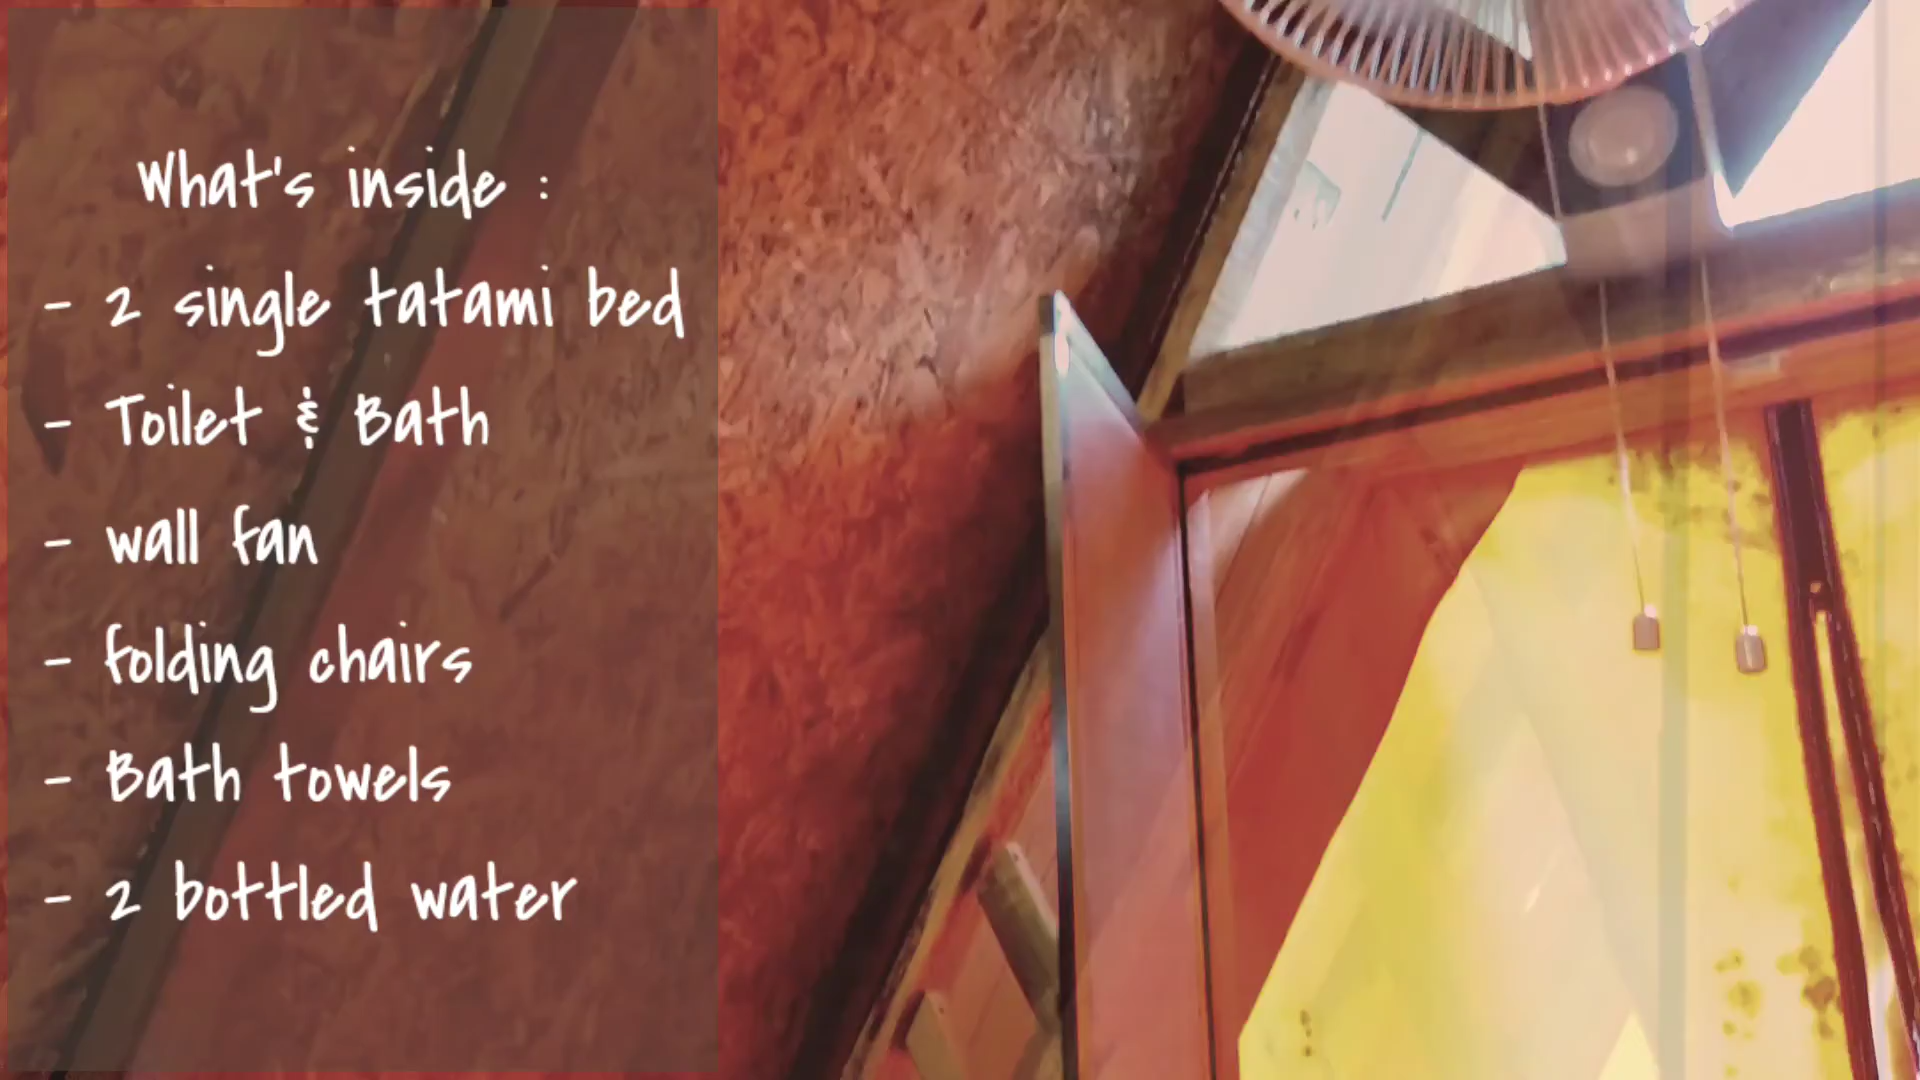 What's inside :
- 2 single tatami bed
- Toilet & Bath
- wall fan
- folding chairs
- Bath towels
- 2 bottled water